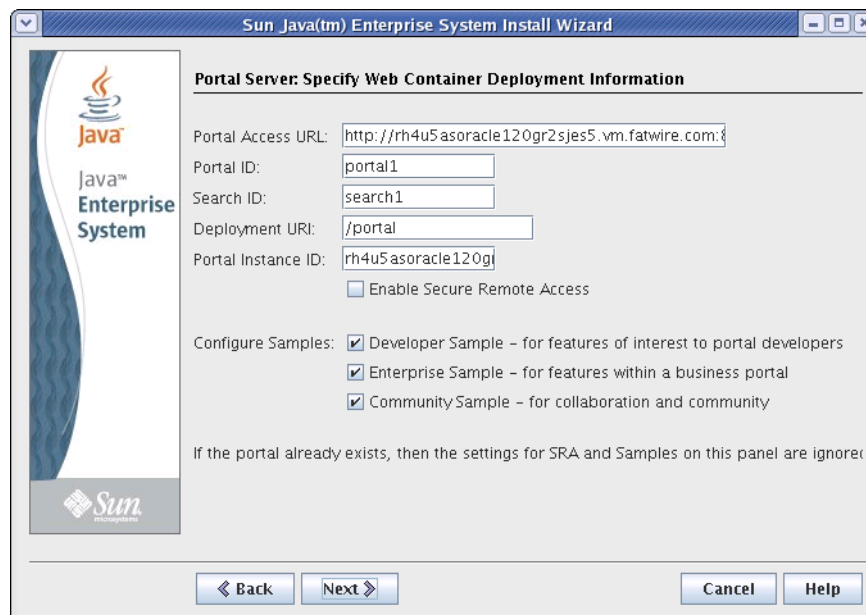 Sun Java(tm) Enterprise System Install Wizard
Java™
Java™
Enterprise
System
Sun
microsystems
Portal Server: Specify Web Container Deployment Information
Portal Access URL: http://rh4u5asoracle120gr2sjes5.vm.fatwire.com:8
Portal ID: portal1
Search ID: search1
Deployment URI: /portal
Portal Instance ID: rh4u5asoracle120g
Enable Secure Remote Access
Configure Samples: Developer Sample – for features of interest to portal developers
Enterprise Sample – for features within a business portal
Community Sample – for collaboration and community
If the portal already exists, then the settings for SRA and Samples on this panel are ignored
Back Next Cancel Help